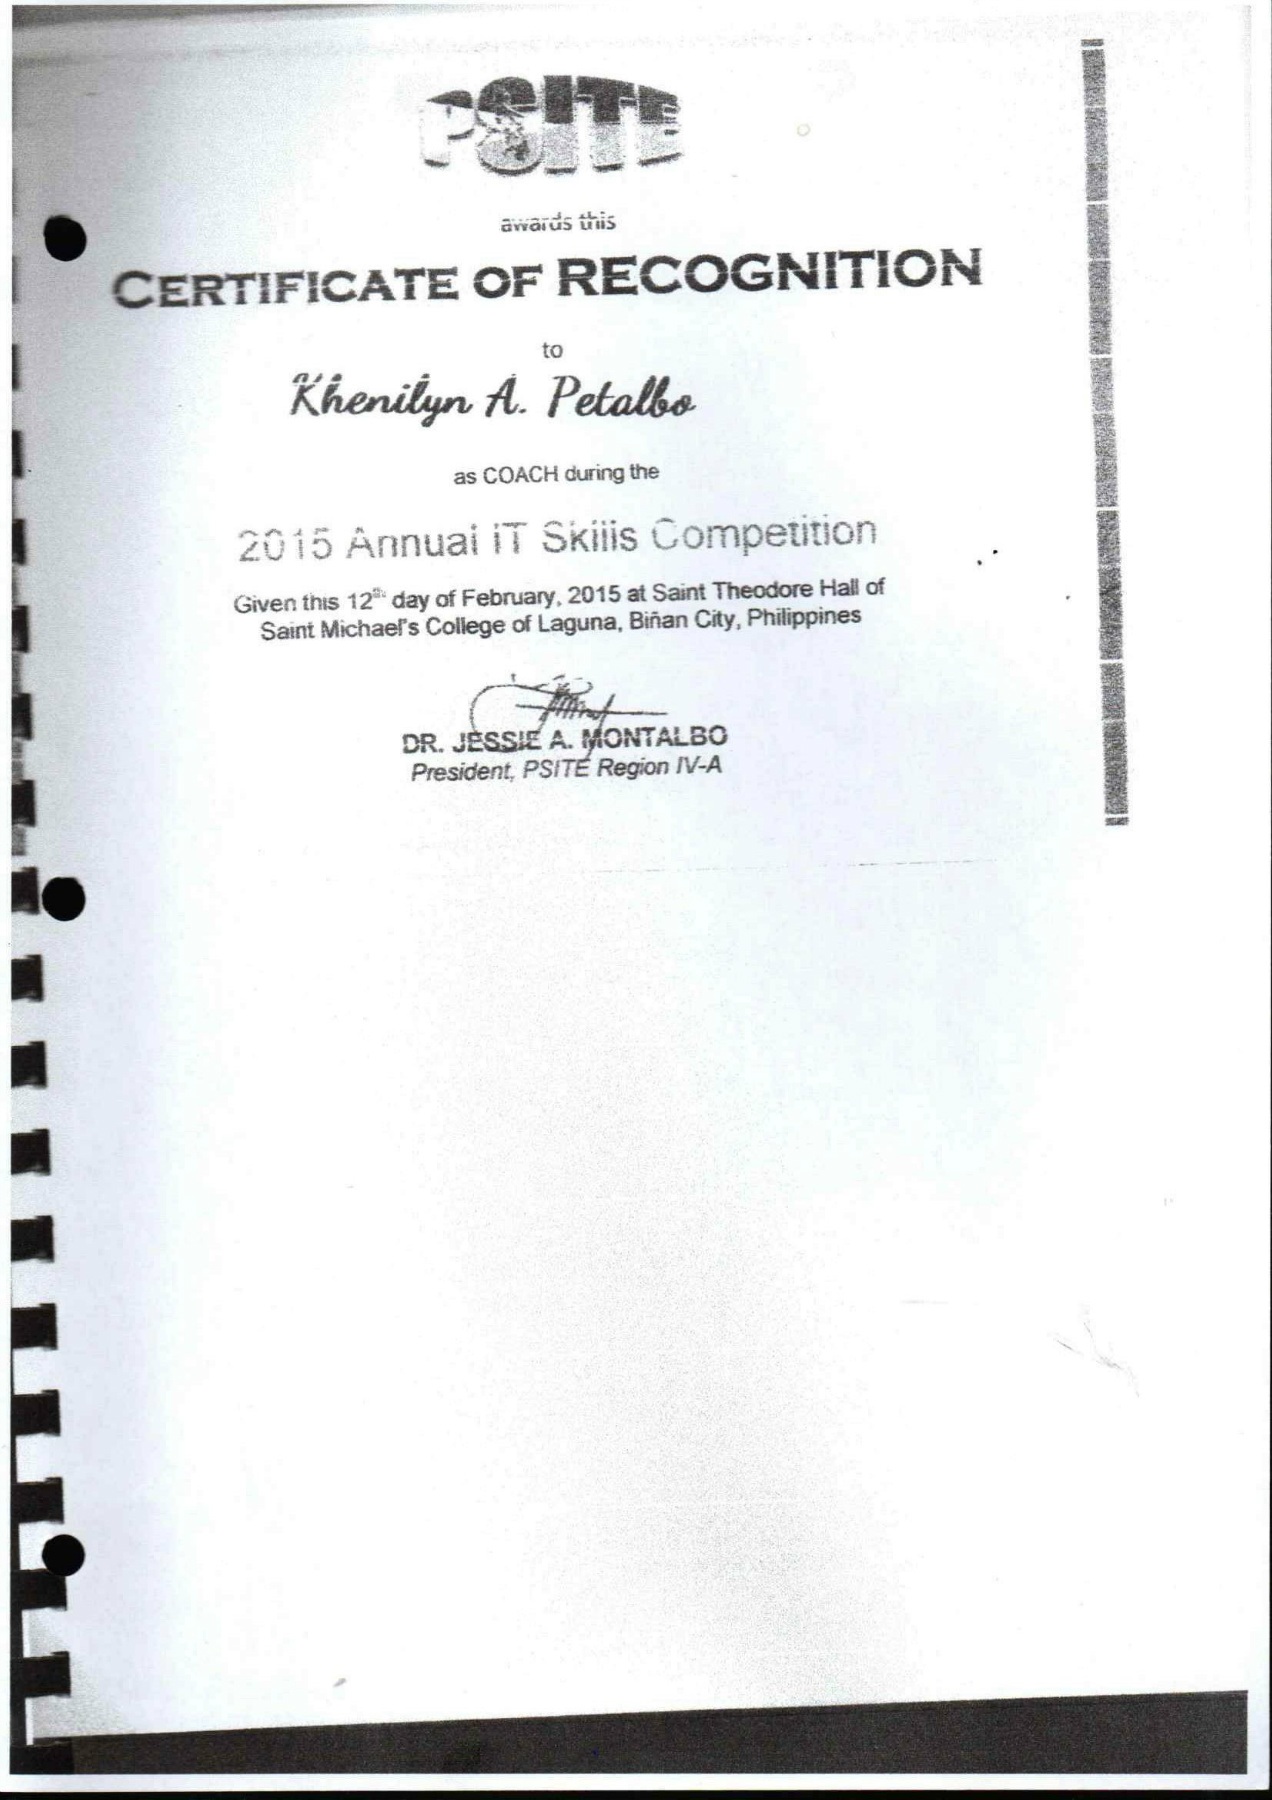 PSITE
awards this
CERTIFICATE OF RECOGNITION
to
Khenilyn A. Petalbo
as COACH during the
2015 Annual IT Skills Competition
Given this 12th day of February, 2015 at Saint Theodore Hall of
Saint Michael's College of Laguna, Biñan City, Philippines
DR. JESSIE A. MONTALBO
President, PSITE Region IV-A